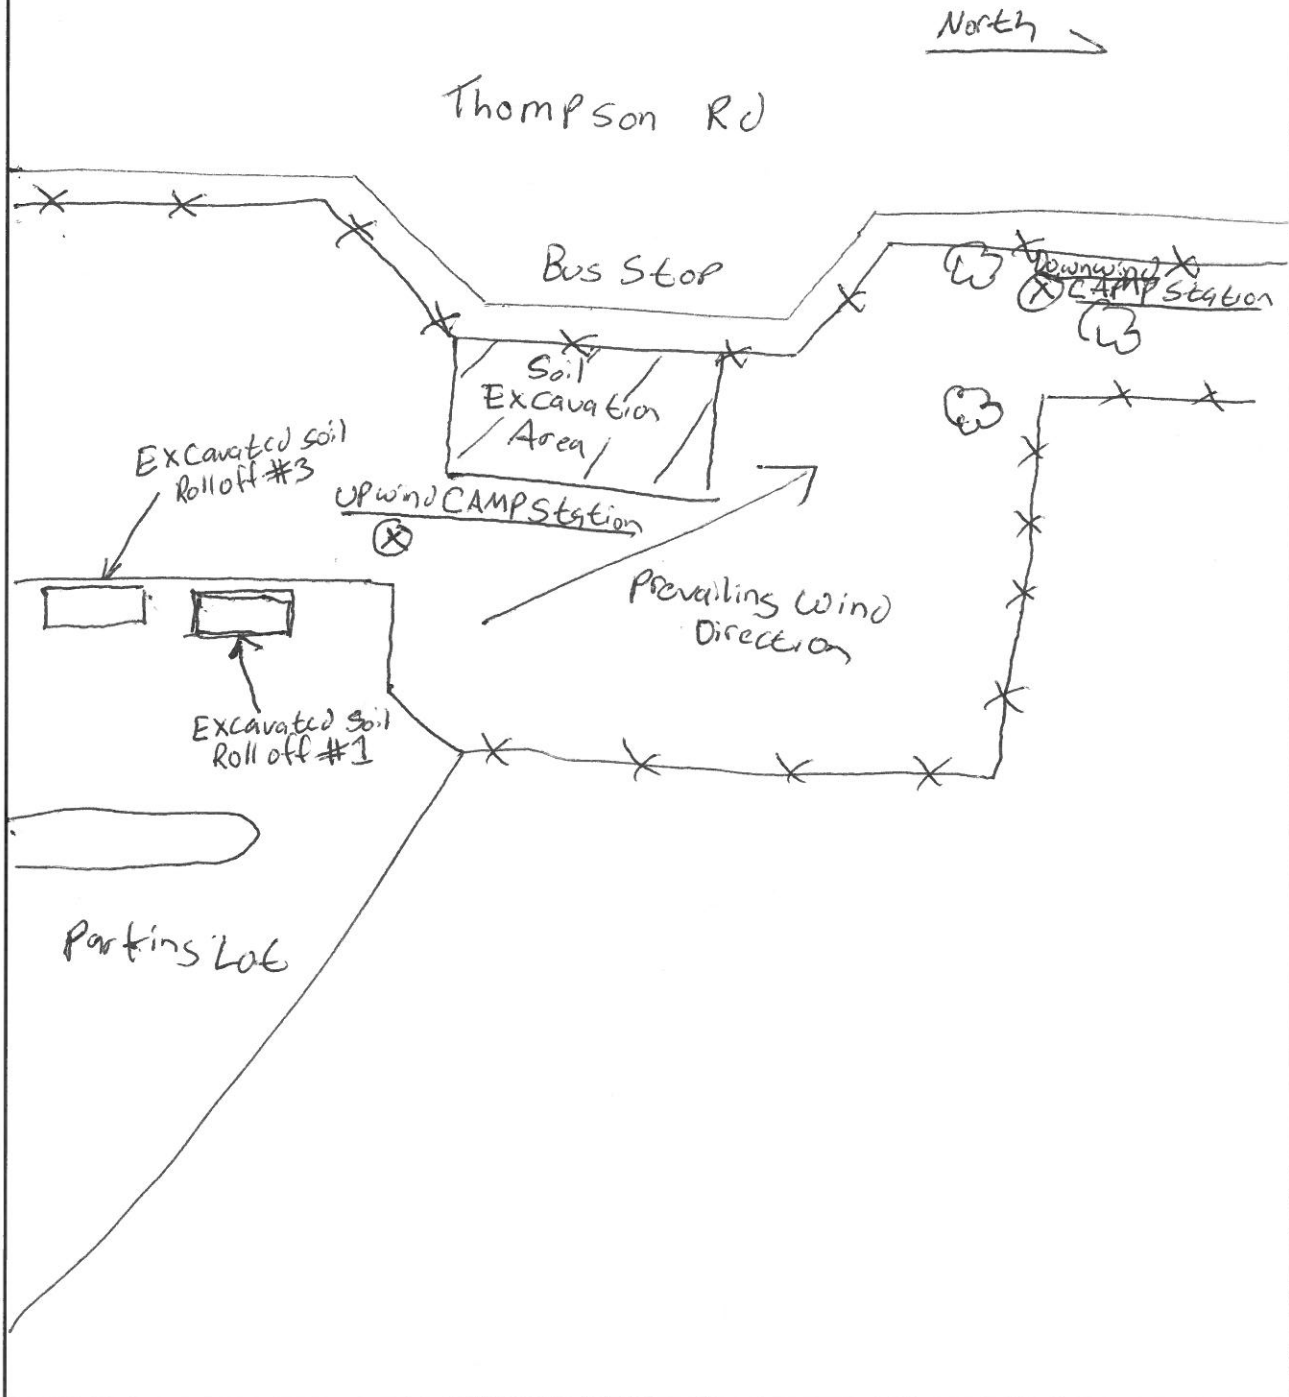 North
Thompson Rd
Bus Stop
Downwind
CAMP Station
Soil
Excavation
Area
Excavated soil
Rolloff #3
Upwind CAMP Station
Prevailing Wind
Direction
Excavated Soil
Roll off #1
Parking Lot